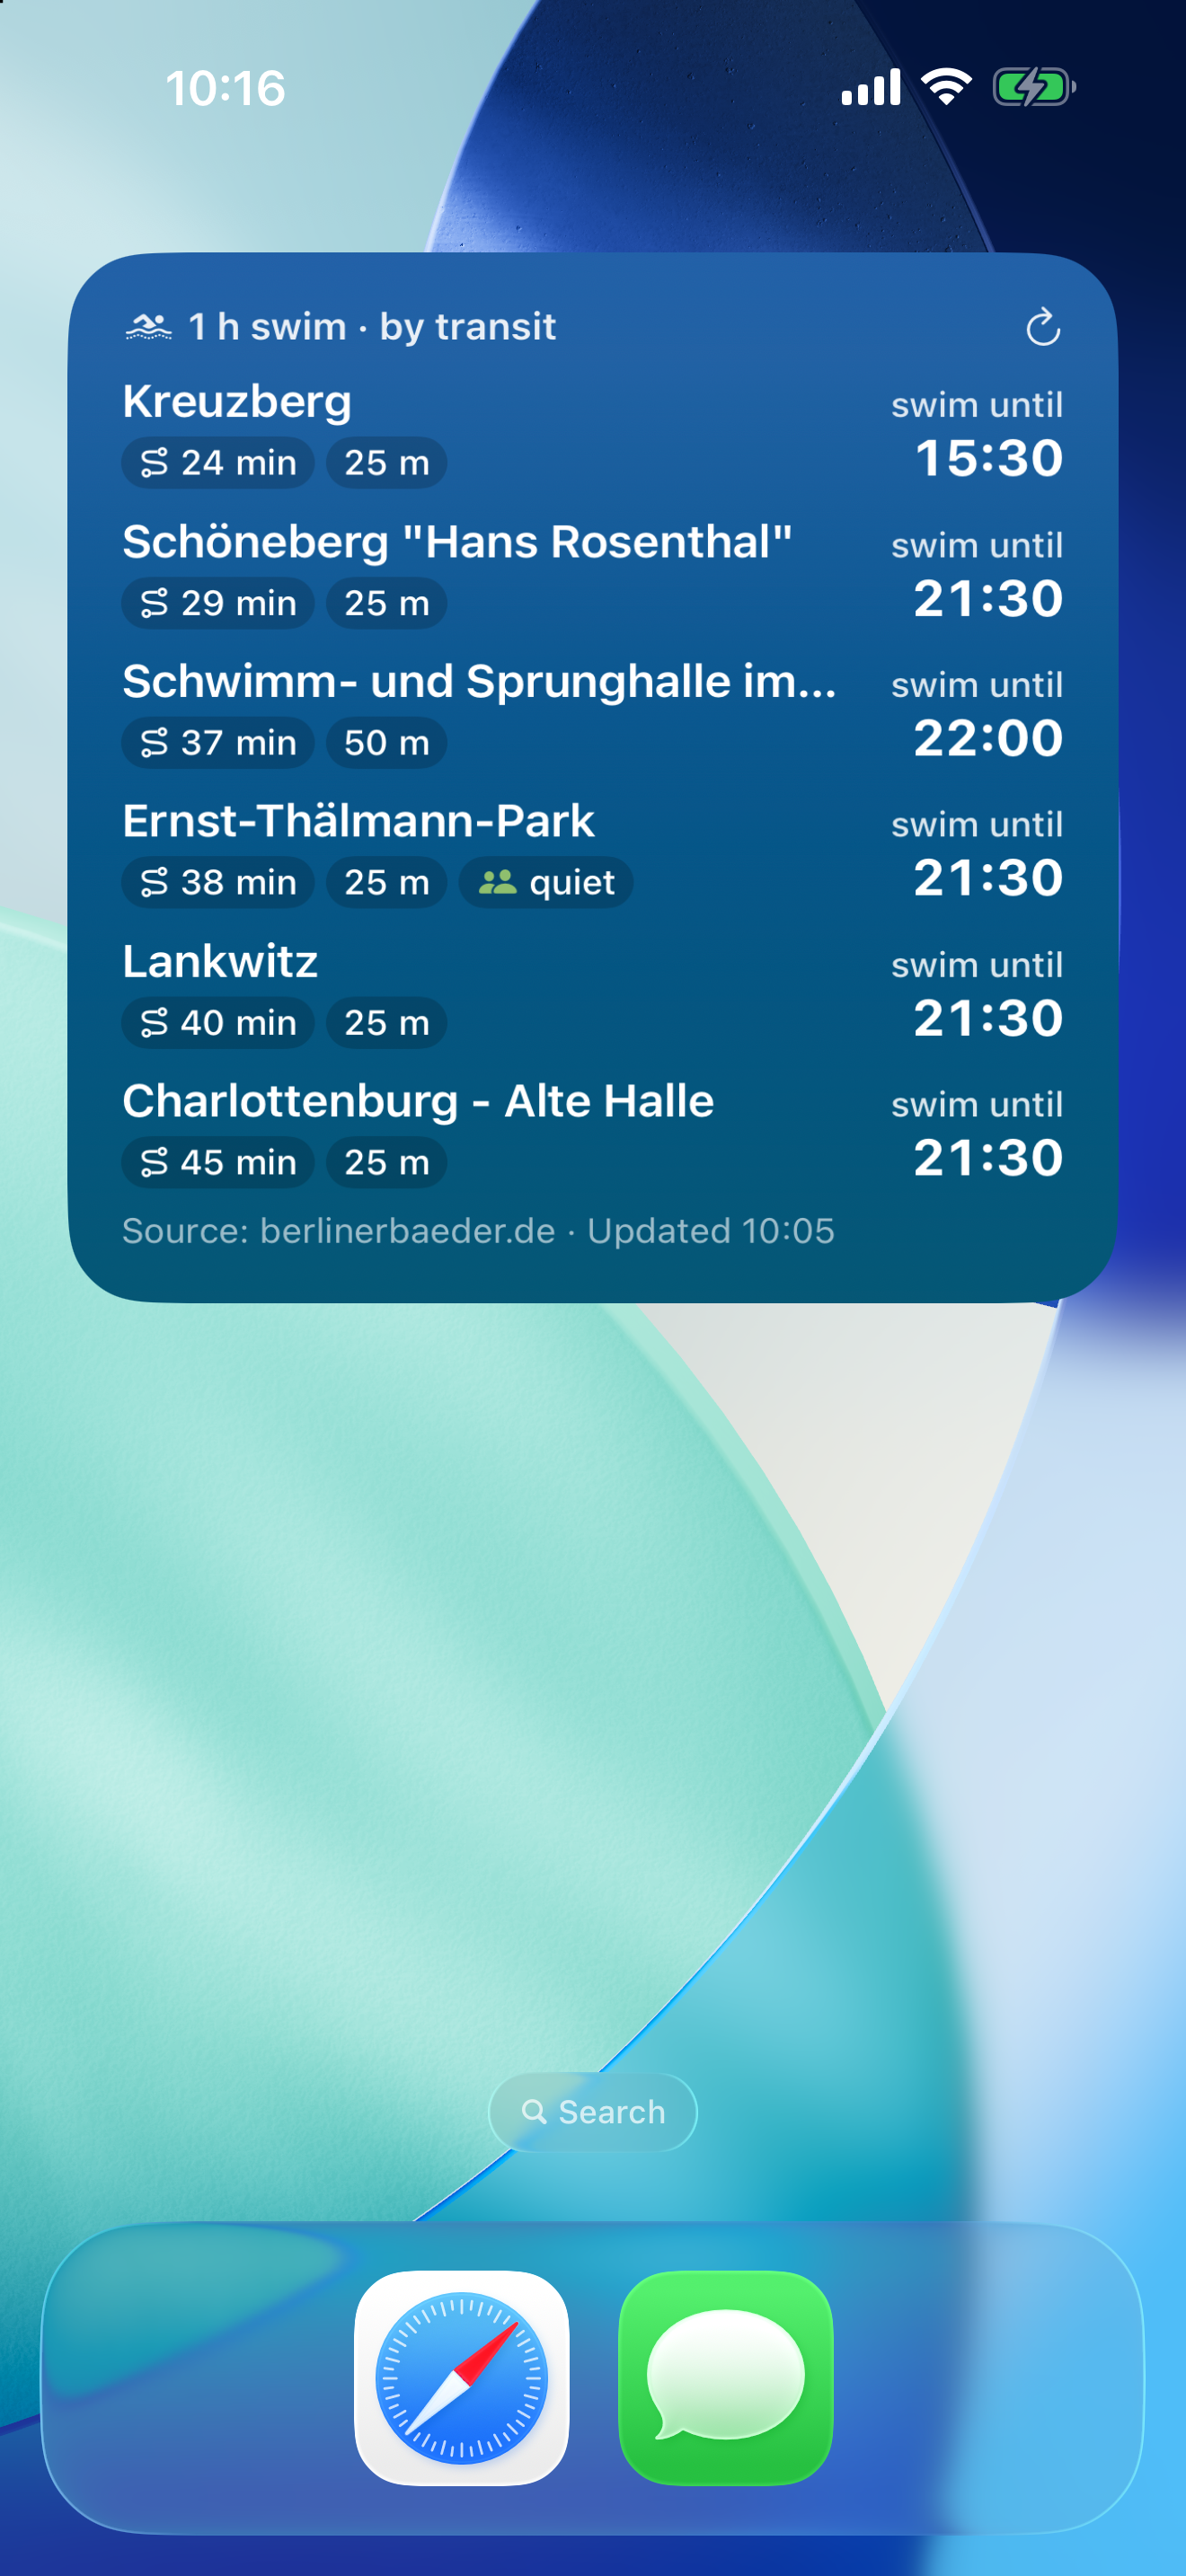 10:16
1 h swim · by transit
Kreuzberg
swim until
24 min 25 m
15:30
Schöneberg "Hans Rosenthal"
swim until
29 min 25 m
21:30
Schwimm- und Sprunghalle im...
swim until
37 min 50 m
22:00
Ernst-Thälmann-Park
swim until
38 min 25 m quiet
21:30
Lankwitz
swim until
40 min 25 m
21:30
Charlottenburg - Alte Halle
swim until
45 min 25 m
21:30
Source: berlinerbaeder.de · Updated 10:05
Search